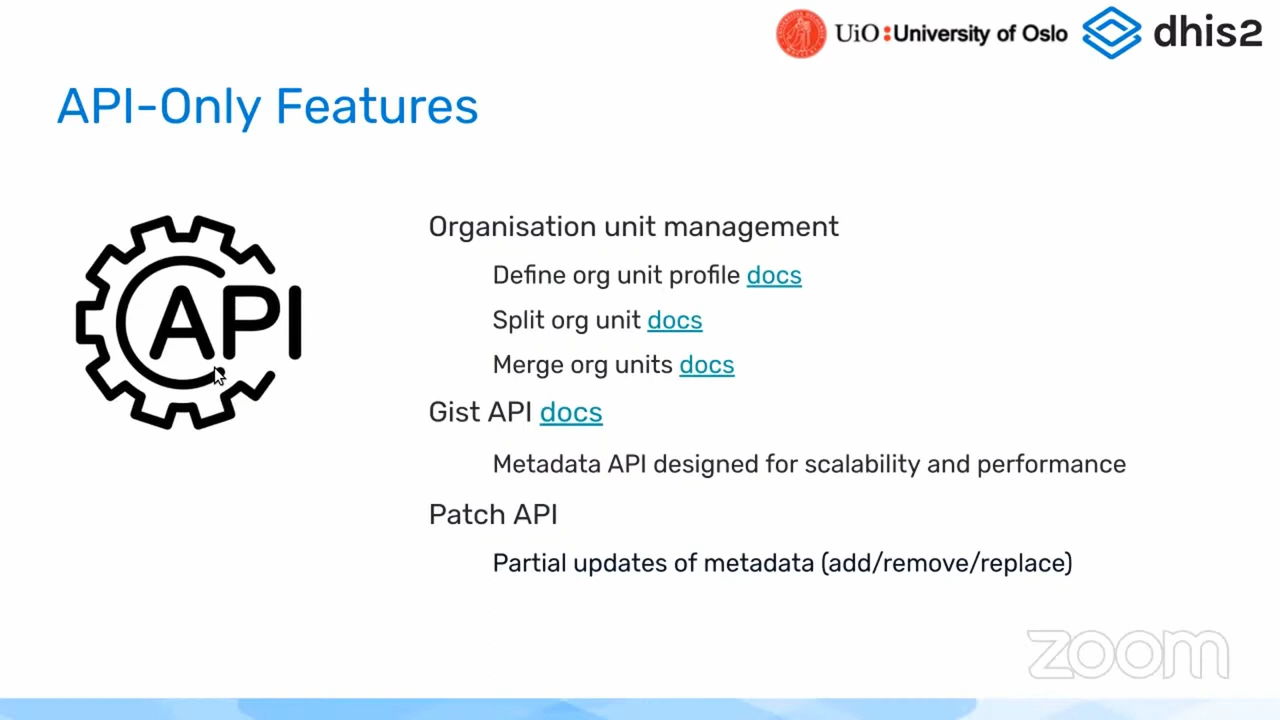 UiO:University of Oslo dhis2
API-Only Features
API
Organisation unit management
Define org unit profile docs
Split org unit docs
Merge org units docs
Gist API docs
Metadata API designed for scalability and performance
Patch API
Partial updates of metadata (add/remove/replace)
zoom